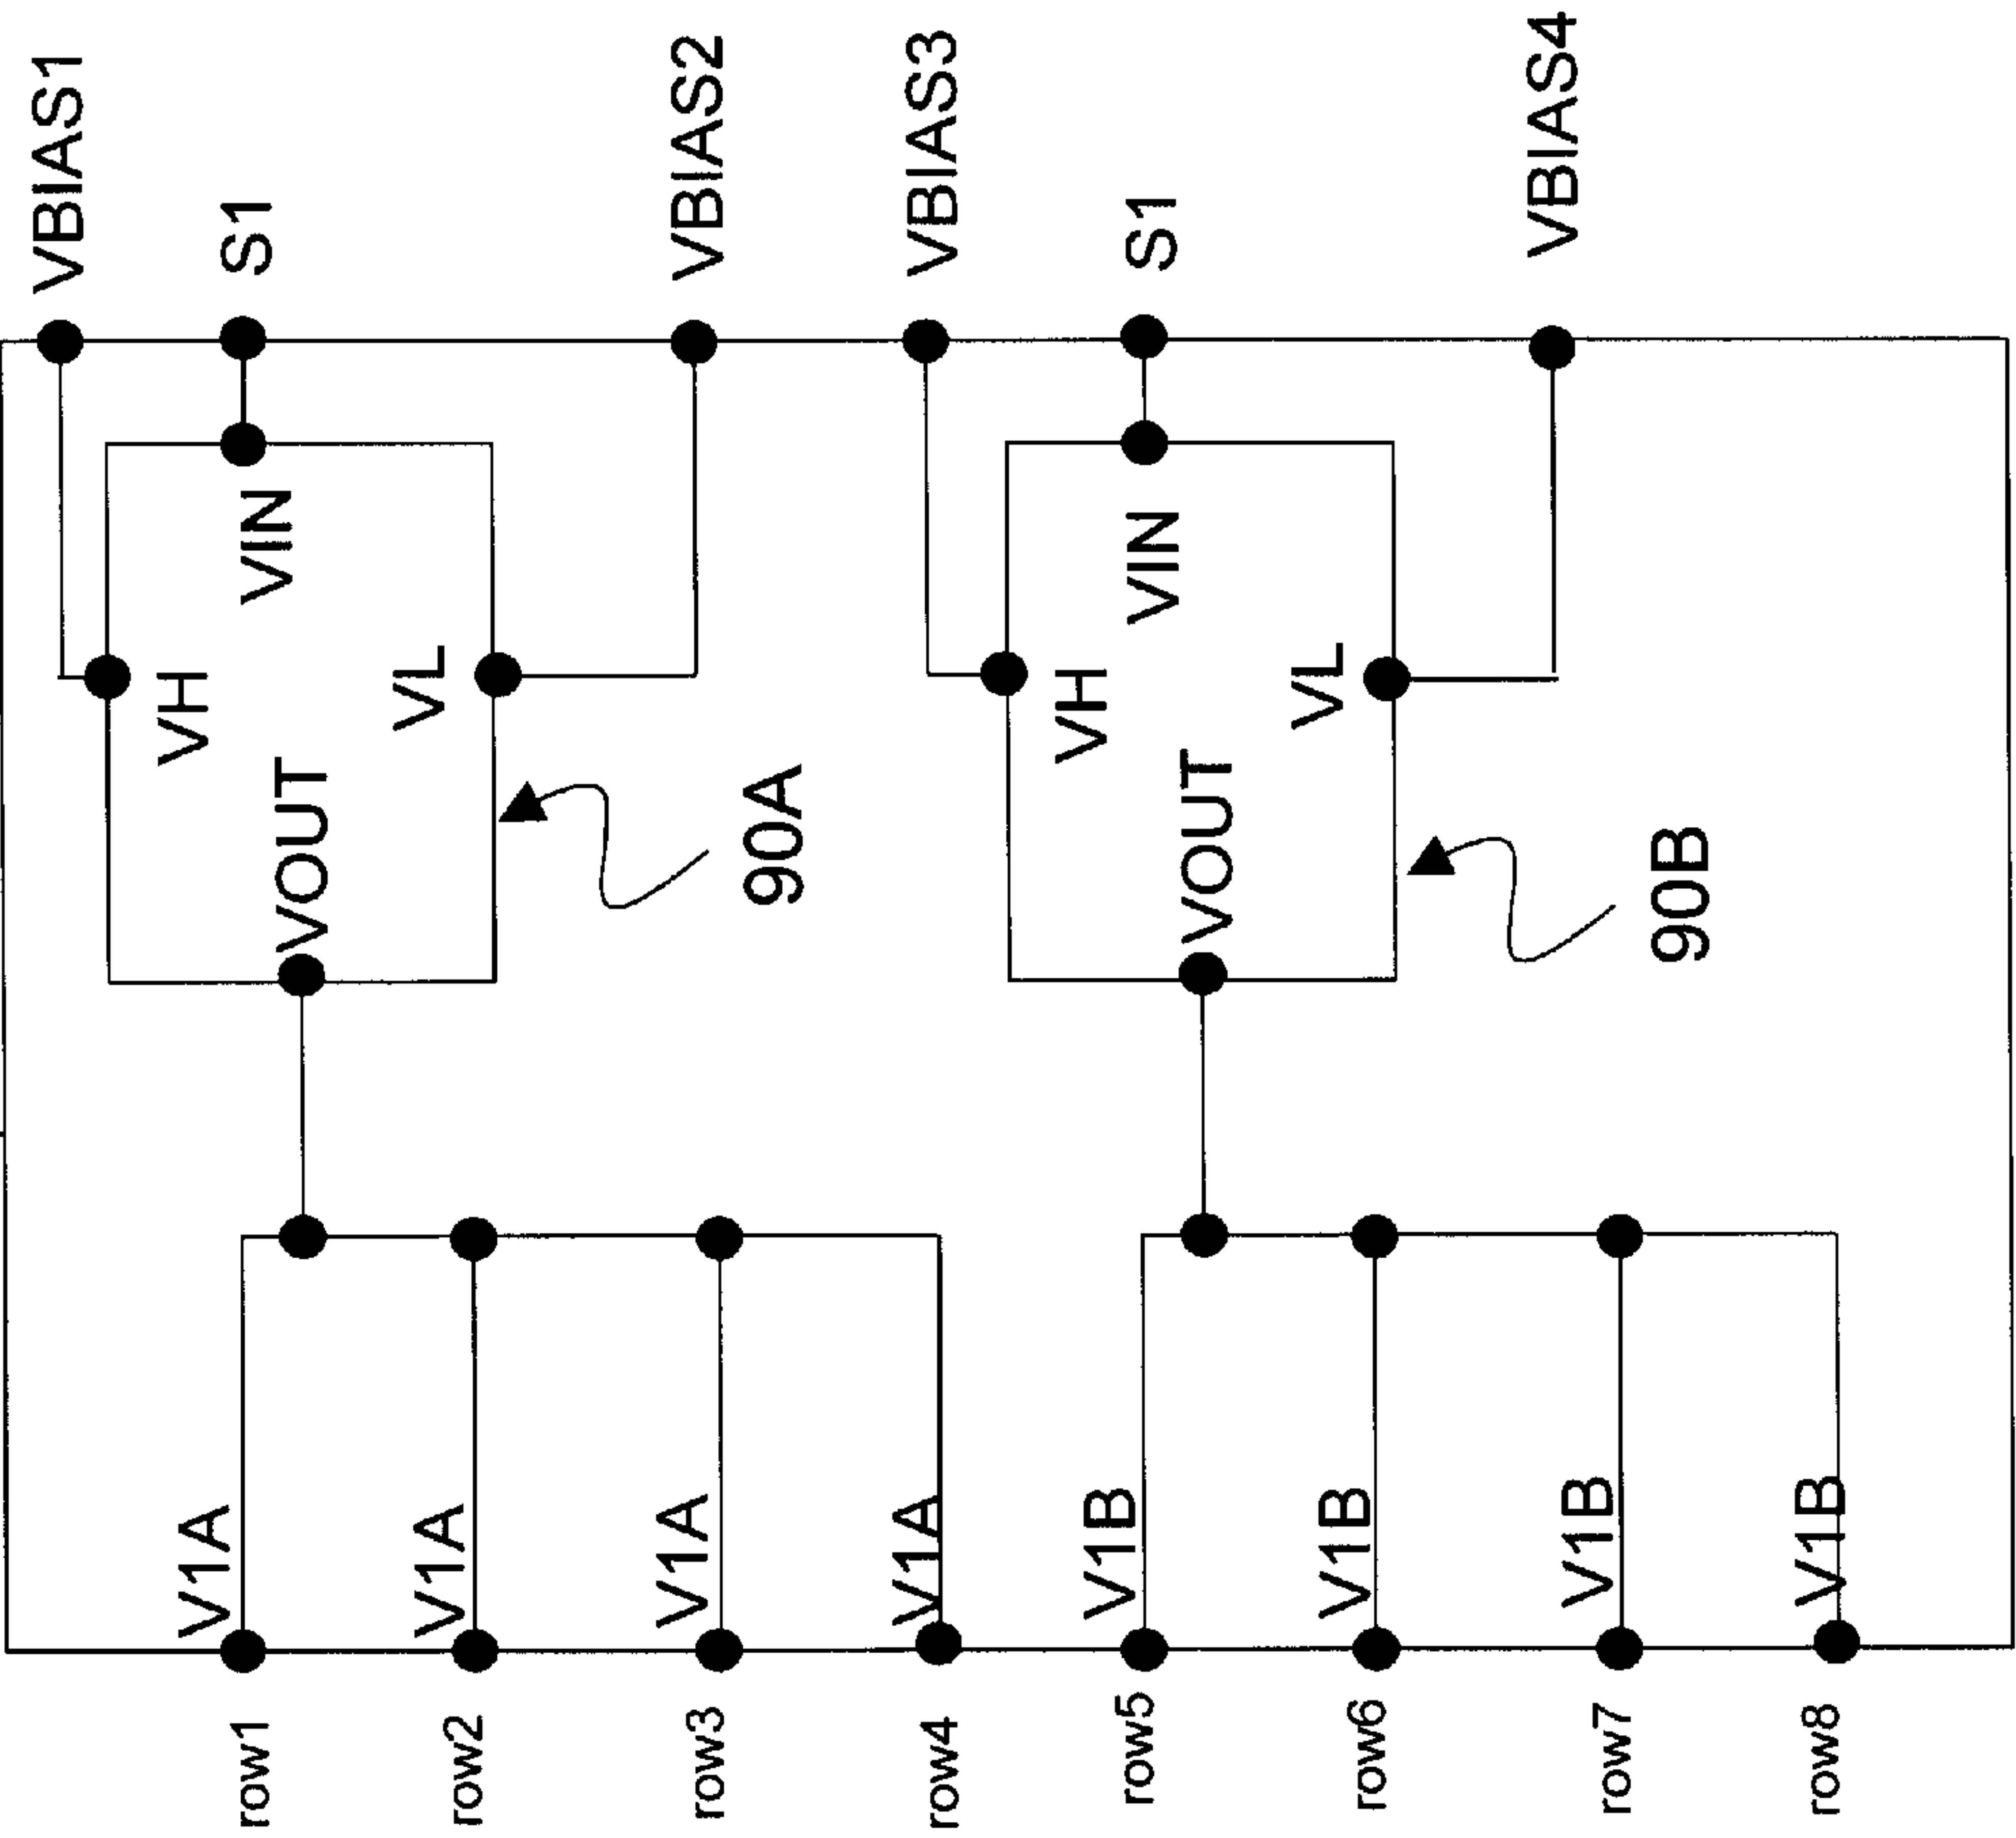 VBIAS1
S1
VBIAS2
VBIAS3
S1
VBIAS4
VH
VIN
VL
VOUT
90A
VH
VIN
VL
VOUT
90B
V1A
V1A
V1A
V1A
V1B
V1B
V1B
V1B
row1
row2
row3
row4
row5
row6
row7
row8